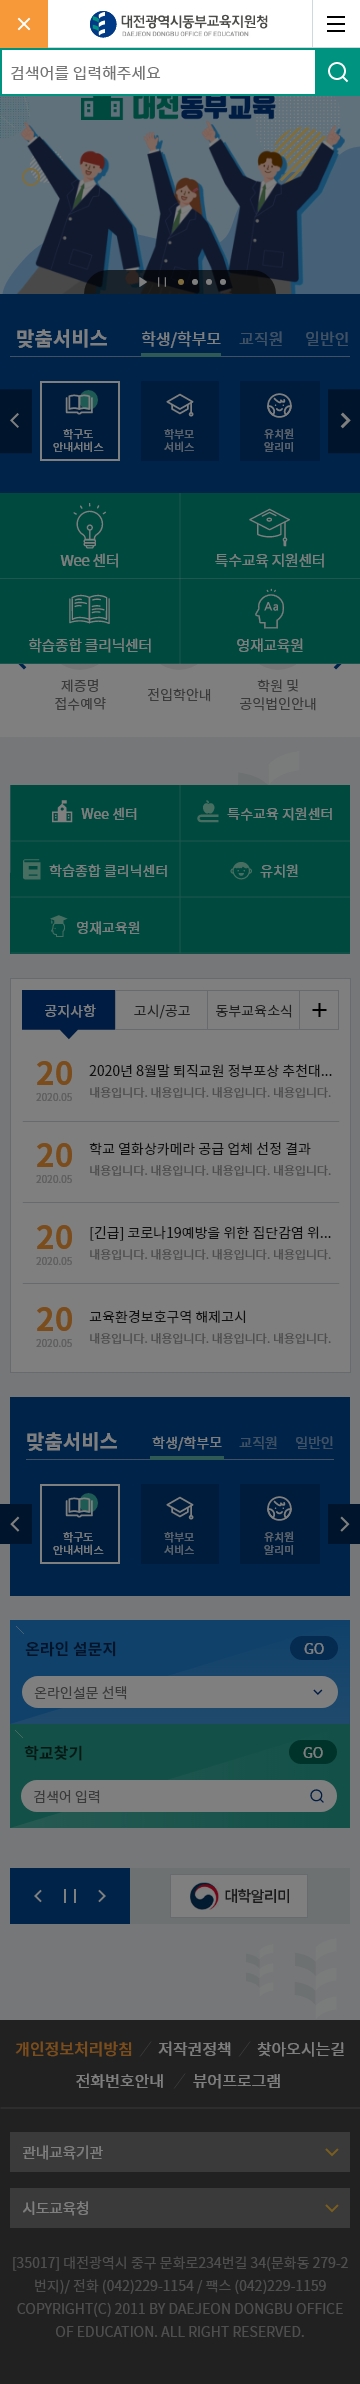 대전광역시동부교육지원청
DAEJEON DONGBU OFFICE OF EDUCATION
검색어를 입력해주세요
대전동부교육
맞춤서비스 학생/학부모 교직원 일반인
학구도 안내서비스
학부모 서비스
유치원 알리미
Wee 센터
특수교육 지원센터
학습종합 클리닉센터
영재교육원
제증명 접수예약
전입학안내
학원 및 공익법인안내
Wee 센터
특수교육 지원센터
학습종합 클리닉센터
유치원
영재교육원
공지사항 고시/공고 동부교육소식
20
2020.05
2020년 8월말 퇴직교원 정부포상 추천대...
내용입니다. 내용입니다. 내용입니다. 내용입니다.
20
2020.05
학교 열화상카메라 공급 업체 선정 결과
내용입니다. 내용입니다. 내용입니다. 내용입니다.
20
2020.05
[긴급] 코로나19예방을 위한 집단감염 위...
내용입니다. 내용입니다. 내용입니다. 내용입니다.
20
2020.05
교육환경보호구역 해제고시
내용입니다. 내용입니다. 내용입니다. 내용입니다.
맞춤서비스 학생/학부모 교직원 일반인
학구도 안내서비스
학부모 서비스
유치원 알리미
온라인 설문지 GO
온라인설문 선택
학교찾기 GO
검색어 입력
대학알리미
개인정보처리방침 / 저작권정책 / 찾아오시는길
전화번호안내 / 뷰어프로그램
관내교육기관
시도교육청
[35017] 대전광역시 중구 문화로234번길 34(문화동 279-2
번지)/ 전화 (042)229-1154 / 팩스 (042)229-1159
COPYRIGHT(C) 2011 BY DAEJEON DONGBU OFFICE
OF EDUCATION. ALL RIGHT RESERVED.